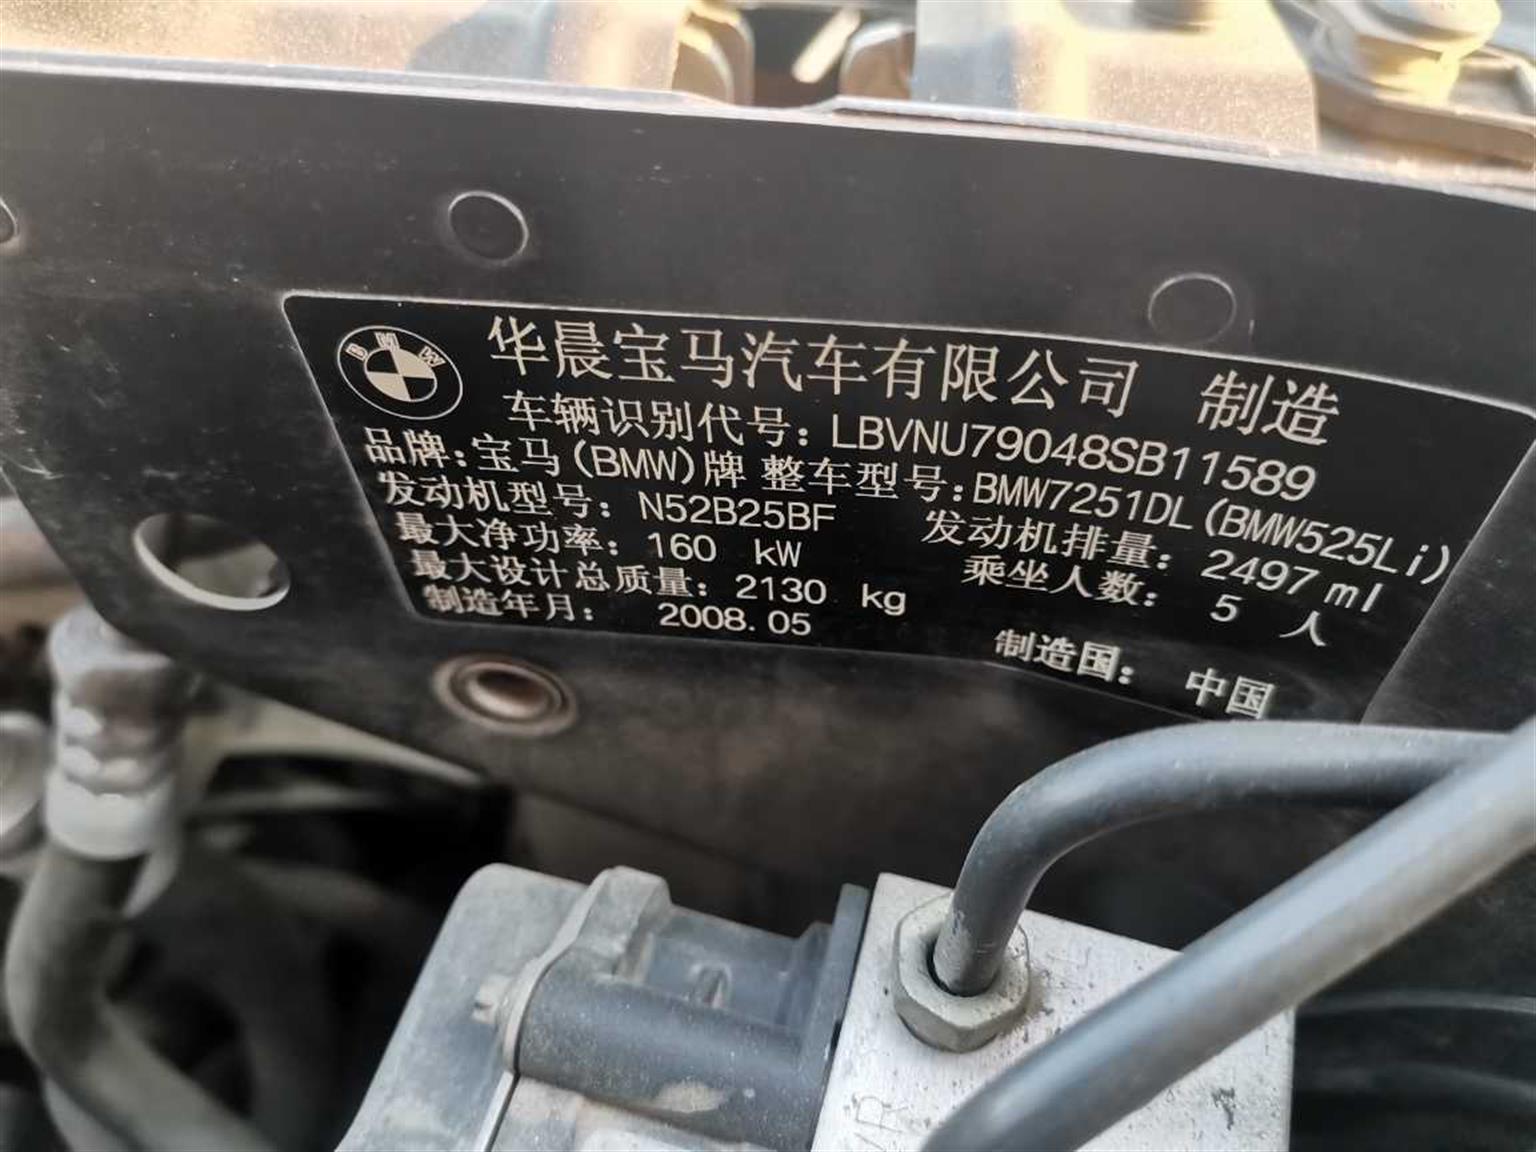 BMW
华晨宝马汽车有限公司 制造
车辆识别代号：LBVNU79048SB11589
品牌：宝马(BMW)牌 整车型号：BMW7251DL(BMW525Li)
发动机型号：N52B25BF 发动机排量：2497ml
最大净功率：160 kW 乘坐人数：5 人
最大设计总质量：2130 kg
制造年月：2008.05 制造国：中国
VR